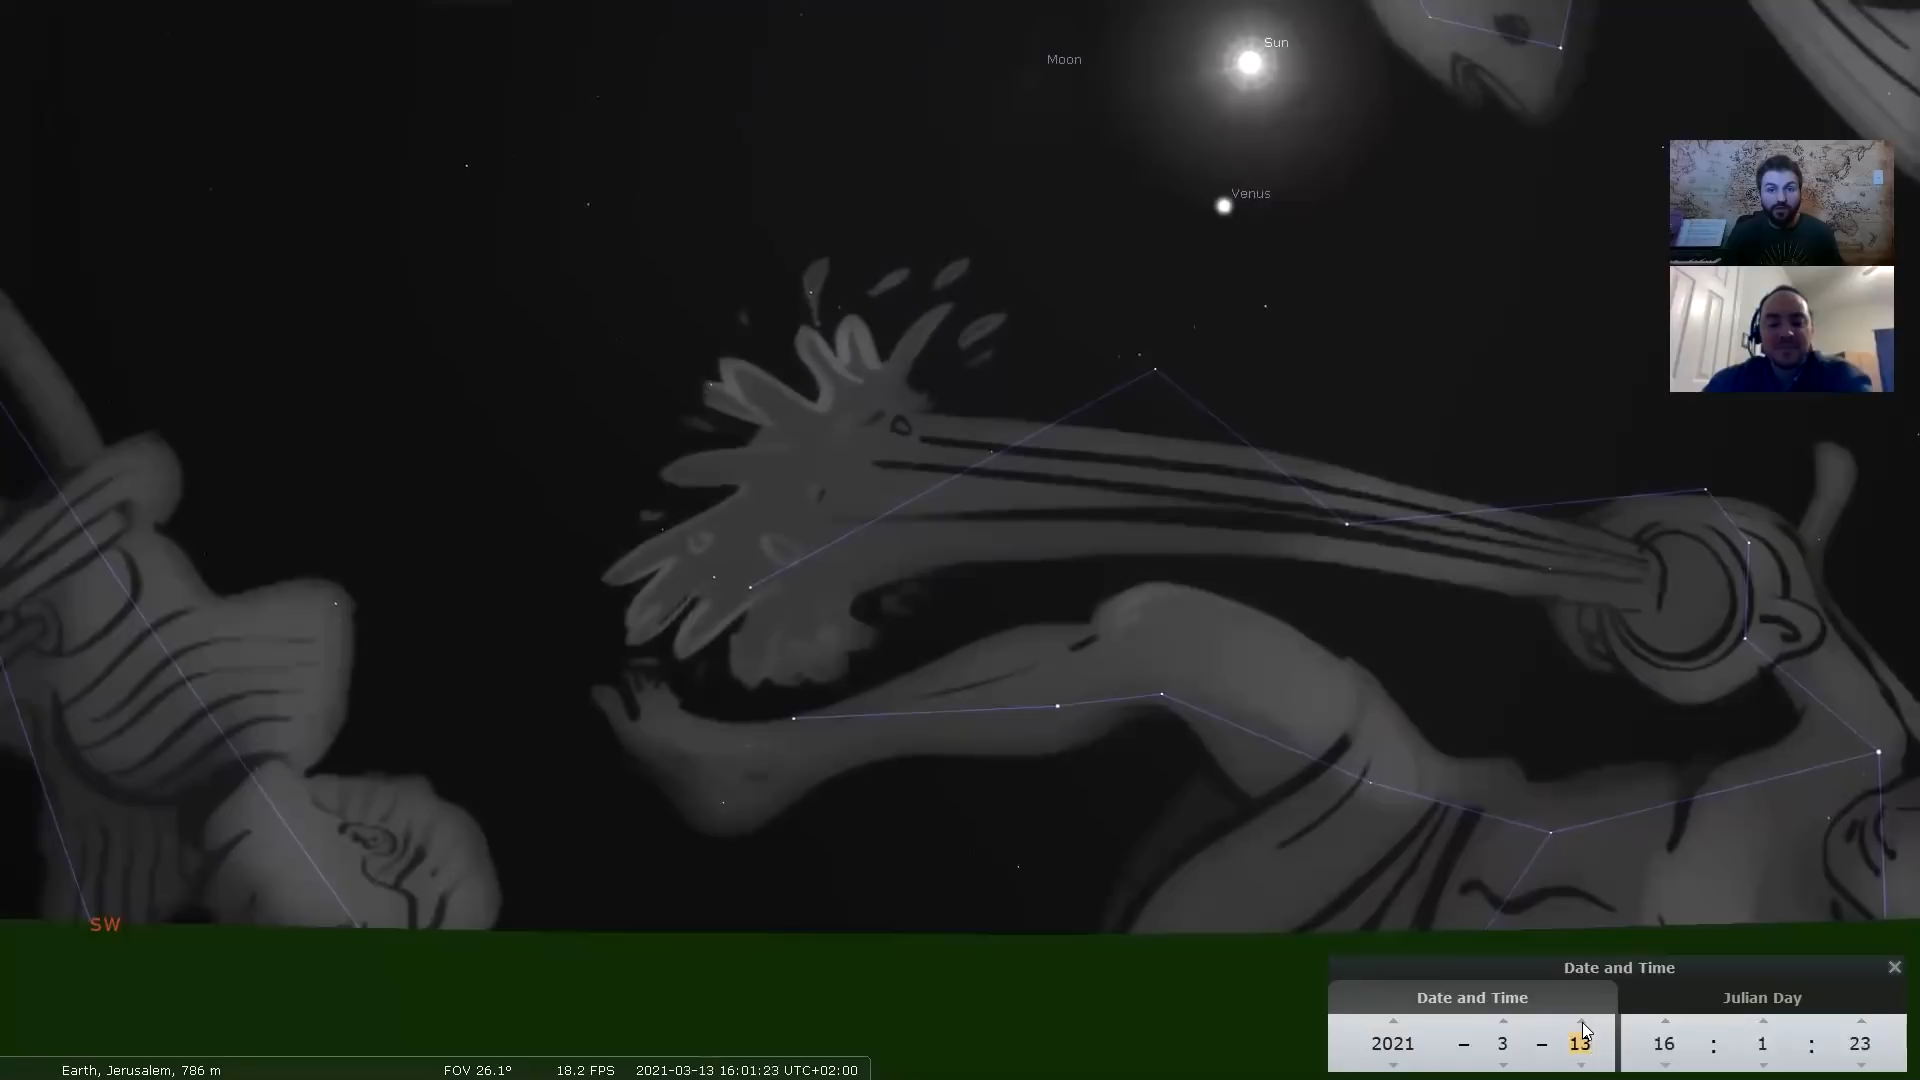 Sun
Moon
Venus
SW
Date and Time
Date and Time
Julian Day
2021 - 3 - 13
16 : 1 : 23
Earth, Jerusalem, 786 m
FOV 26.1°
18.2 FPS
2021-03-13 16:01:23 UTC+02:00